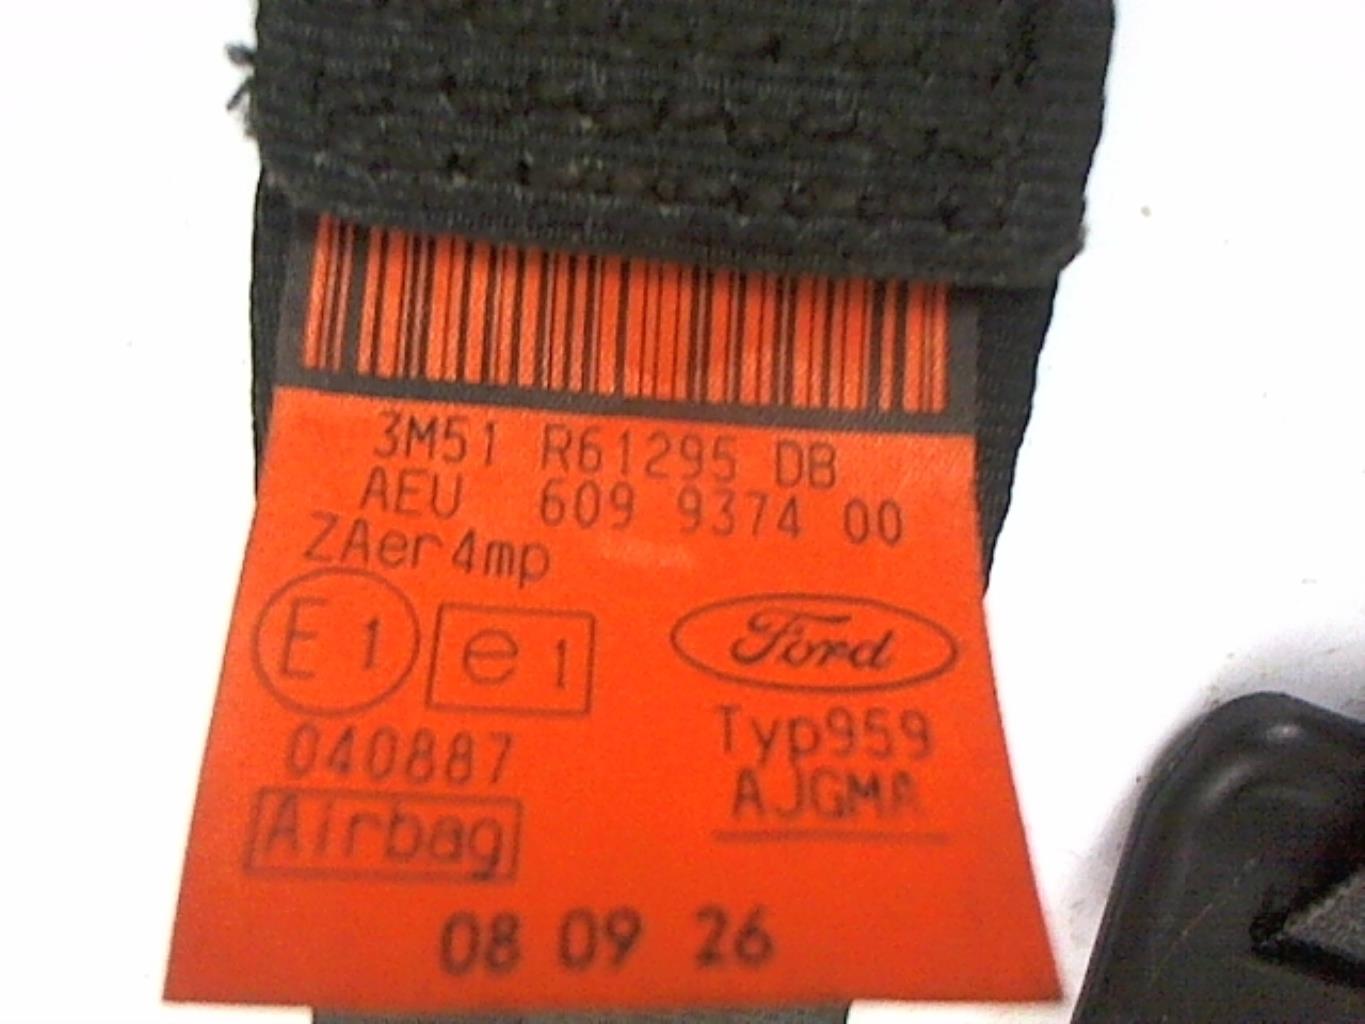 3M51 R61295 DB
AEU 609 9374 00
ZAer4mp
E1 e1
Ford
040887
Typ959
Airbag
AJGMA
08 09 26